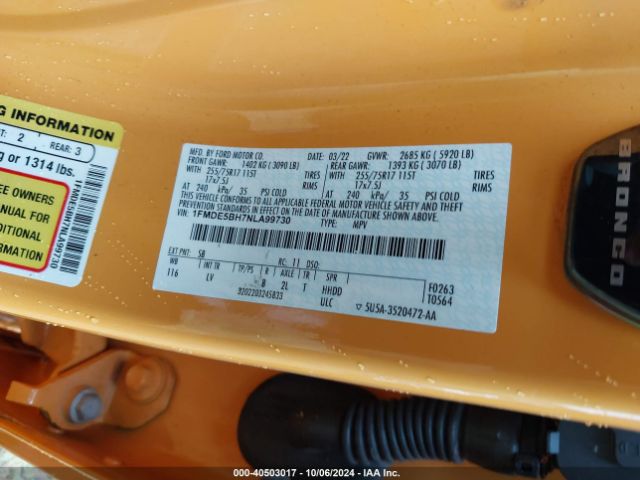 G INFORMATION
: 2 REAR: 3
g or 1314 lbs.
EE OWNERS
MANUAL FOR
DITIONAL
FORMATION
1FMDE5BH7NLA99730
MFD. BY FORD MOTOR CO.
03/22 GVWR: 2685 KG ( 5920 LB)
FRONT GAWR: 1402 KG ( 3090 LB) REAR GAWR: 1393 KG ( 3070 LB)
WITH 255/75R17 115T TIRES WITH 255/75R17 115T TIRES
17x7.5J RIMS 17x7.5J RIMS
AT 240 kPa/ 35 PSI COLD AT 240 kPa/ 35 PSI COLD
THIS VEHICLE CONFORMS TO ALL APPLICABLE FEDERAL MOTOR VEHICLE SAFETY AND THEFT
PREVENTION STANDARDS IN EFFECT ON THE DATE OF MANUFACTURE SHOWN ABOVE.
VIN: 1FMDE5BH7NLA99730 TYPE: MPV
EXT PNT: SB RC: 11 DSO: F0263
WB INT TR TP/PS R AXLE TR SPR T0564
116 LV B 2L T HHDD
3202203245833 ULC ▽ 5U5A-3520472-AA
BRONCO
000-40503017 - 10/06/2024 - IAA Inc.